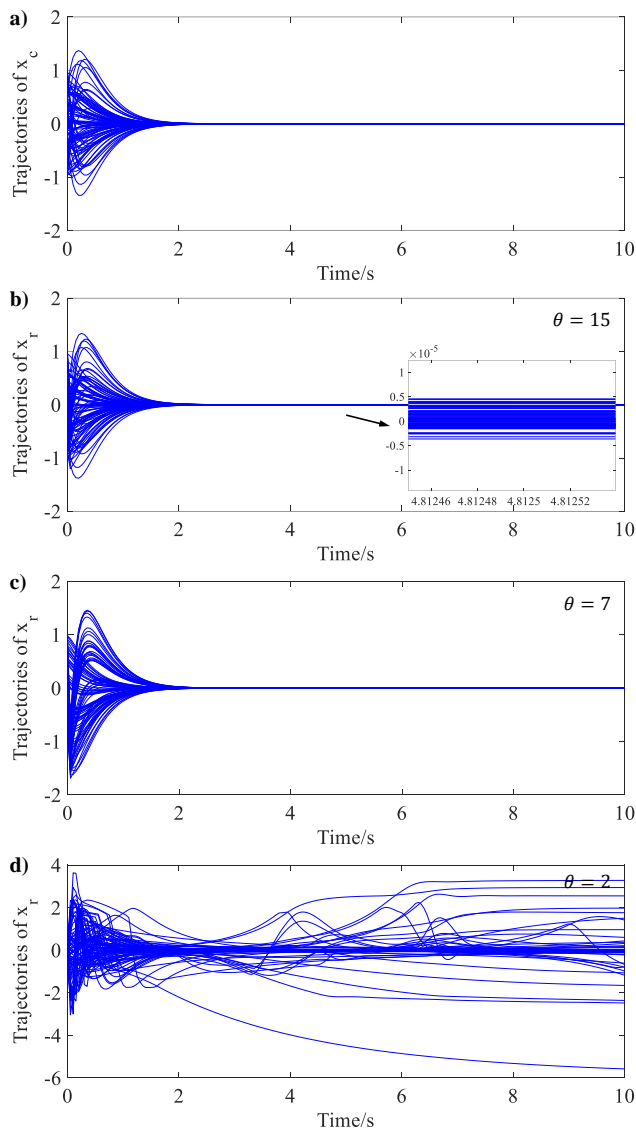 a)
Trajectories of x_c
2
1
0
-1
-2
0 2 4 6 8 10
Time/s
b)
Trajectories of x_r
θ = 15
2
1
0
-1
-2
×10^-5
1
0.5
0
-0.5
-1
4.81246 4.81248 4.8125 4.81252
0 2 4 6 8 10
Time/s
c)
Trajectories of x_r
θ = 7
2
1
0
-1
-2
0 2 4 6 8 10
Time/s
d)
Trajectories of x_r
θ = 2
4
2
0
-2
-4
-6
0 2 4 6 8 10
Time/s